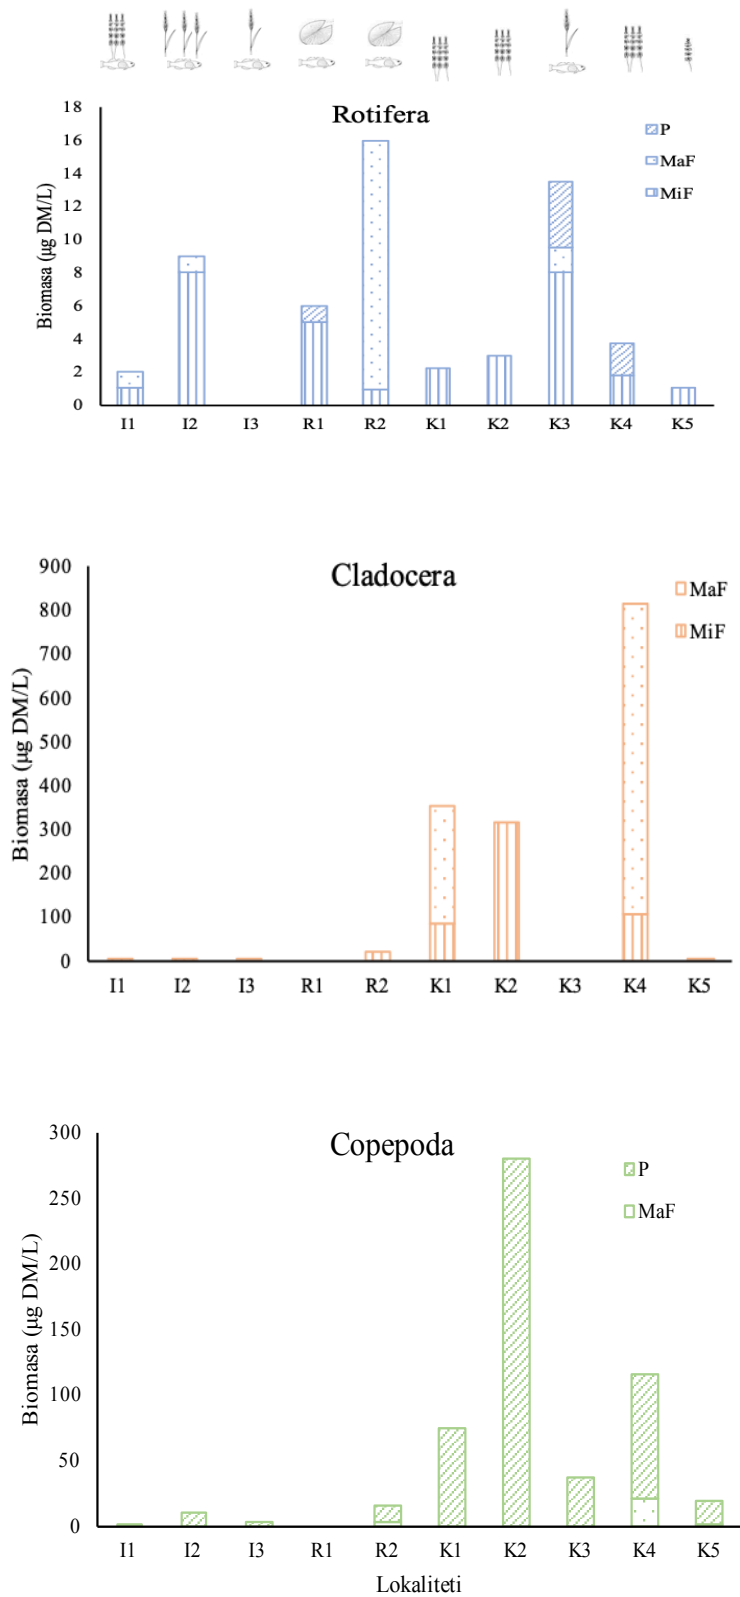 Rotifera
Biomasa (µg DM/L)
18
16
14
12
10
8
6
4
2
0
P
MaF
MiF
I1 I2 I3 R1 R2 K1 K2 K3 K4 K5
Cladocera
Biomasa (µg DM/L)
900
800
700
600
500
400
300
200
100
0
MaF
MiF
I1 I2 I3 R1 R2 K1 K2 K3 K4 K5
Copepoda
Biomasa (µg DM/L)
300
250
200
150
100
50
0
P
MaF
I1 I2 I3 R1 R2 K1 K2 K3 K4 K5
Lokaliteti